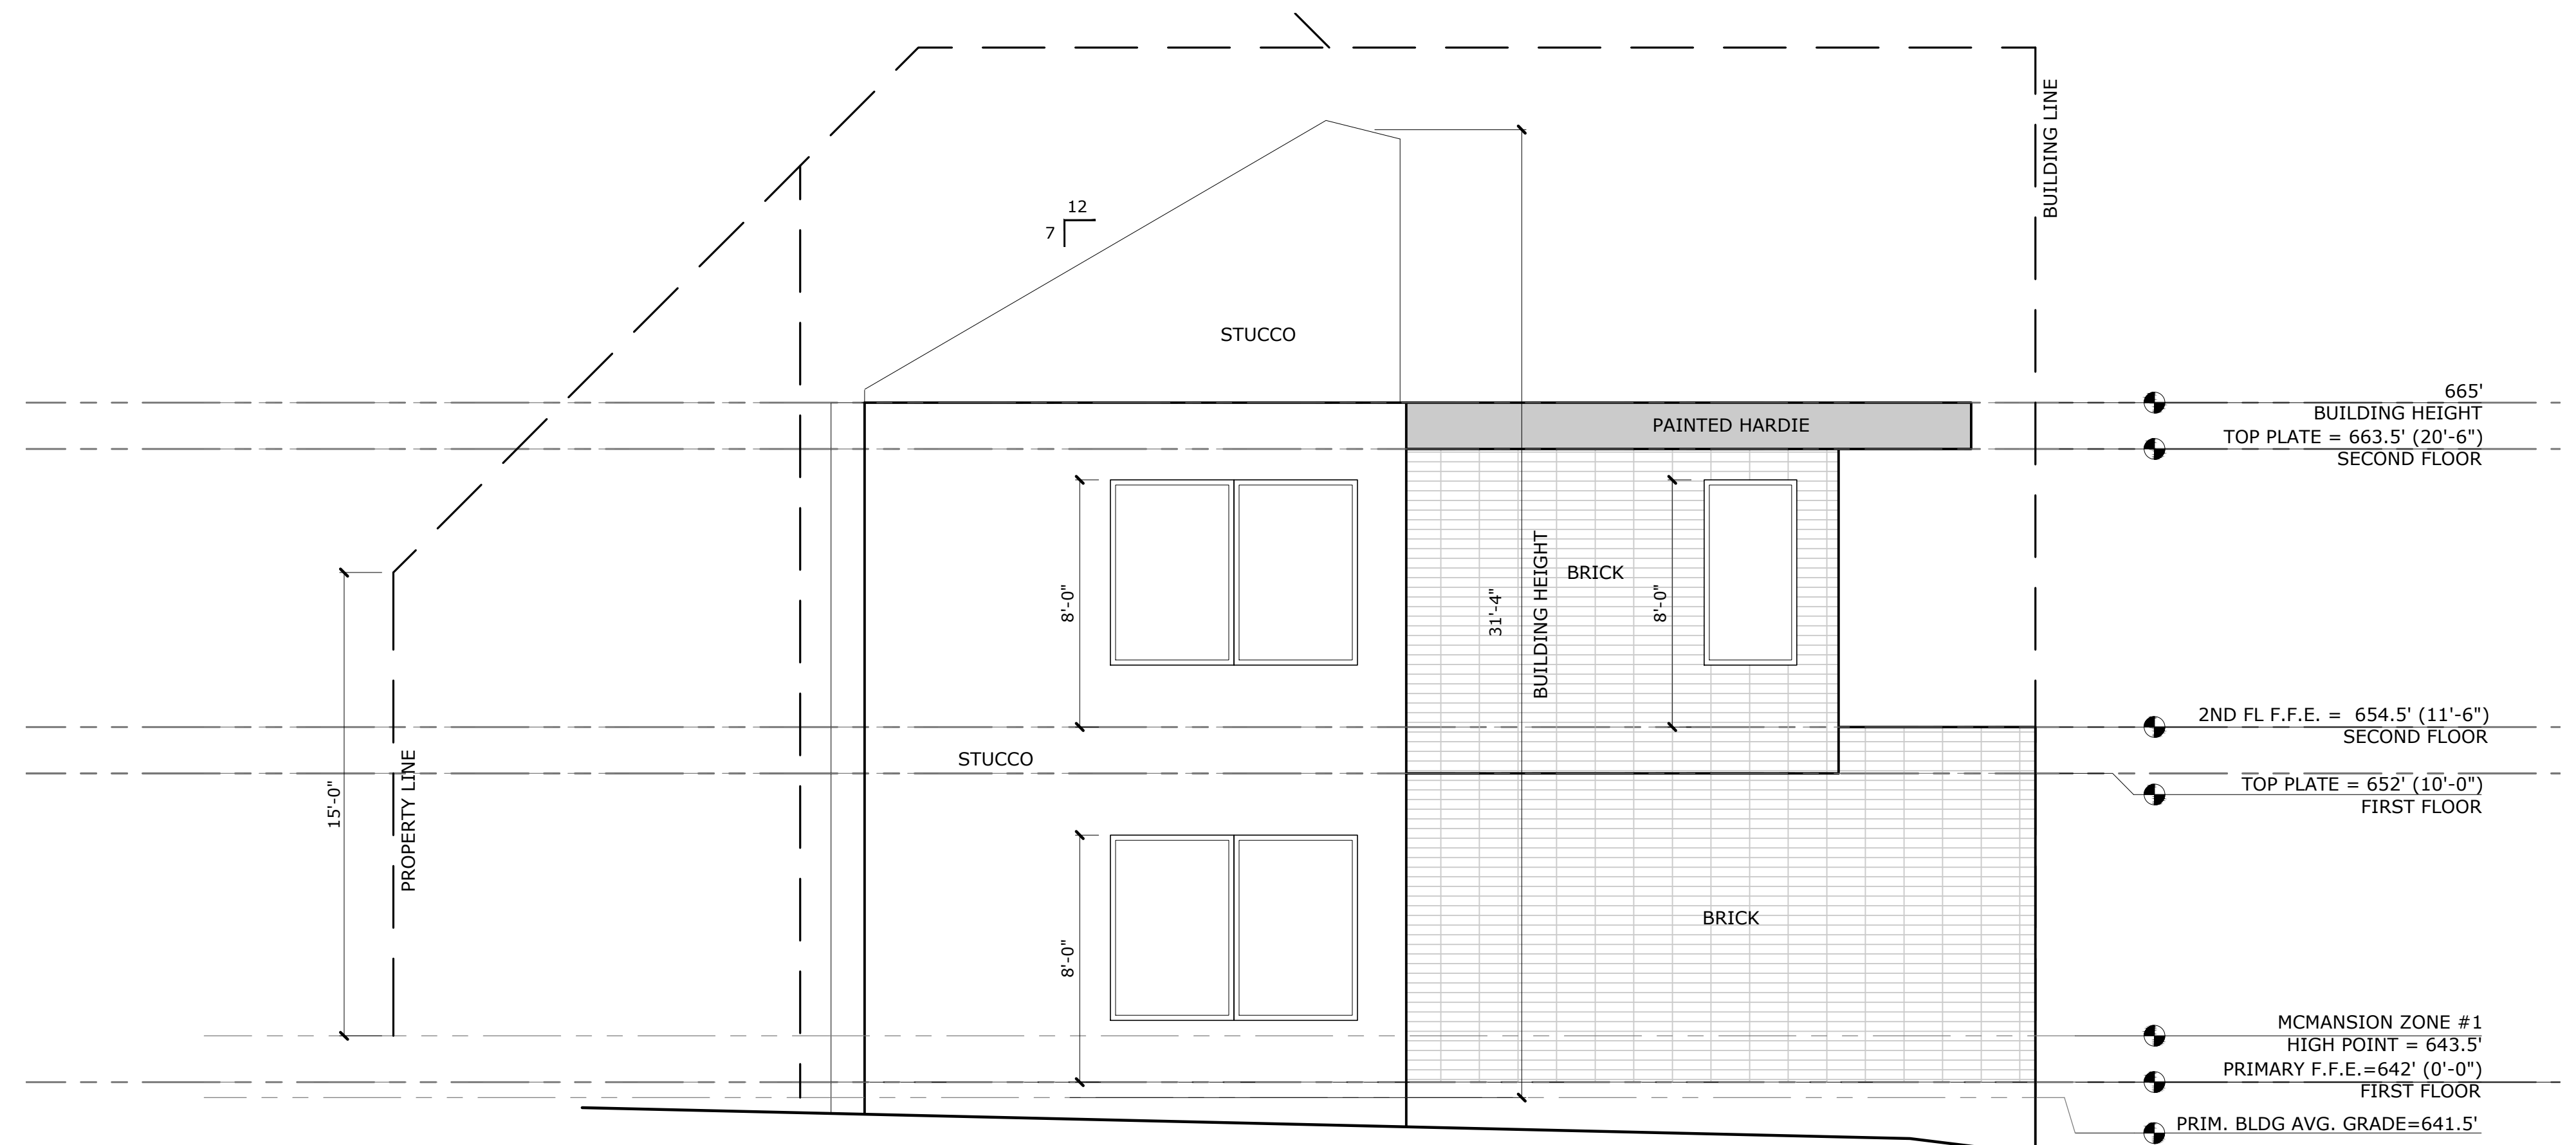 BUILDING LINE
12
7
STUCCO
665'
BUILDING HEIGHT
PAINTED HARDIE
TOP PLATE = 663.5' (20'-6")
SECOND FLOOR
8'-0"
31'-4"
BUILDING HEIGHT
BRICK
8'-0"
2ND FL F.F.E. = 654.5' (11'-6")
SECOND FLOOR
STUCCO
15'-0"
PROPERTY LINE
TOP PLATE = 652' (10'-0")
FIRST FLOOR
BRICK
8'-0"
MCMANSION ZONE #1
HIGH POINT = 643.5'
PRIMARY F.F.E.=642' (0'-0")
FIRST FLOOR
PRIM. BLDG AVG. GRADE=641.5'